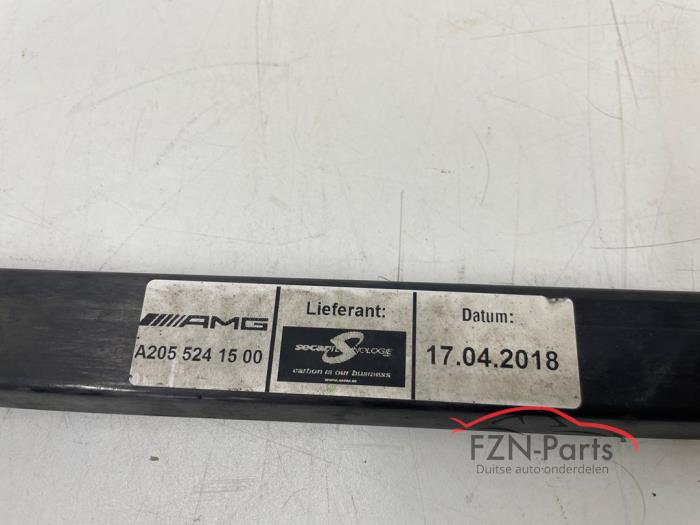 AMG
A205 524 15 00
Lieferant:
secarTECHNOLOGIE
carbon is our business
Datum:
17.04.2018
FZN-Parts
Duitse auto-onderdelen